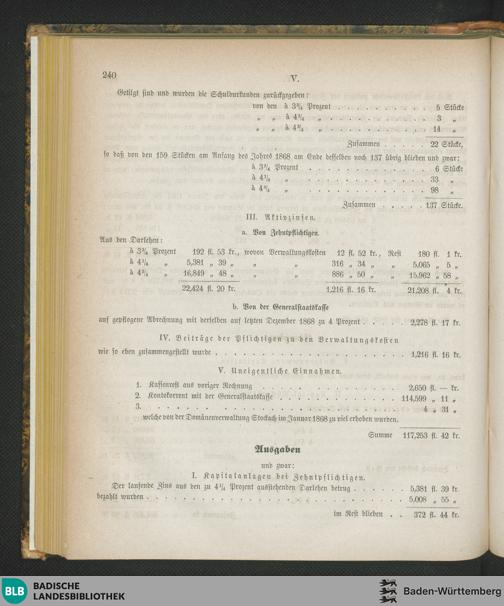 240
V.
Getilgt sind und wurden die Schuldurkunden zurückgegeben:
von den à 3¾ Prozent . . . . . . . . . . 5 Stücke
„ „ à 4¼ „ . . . . . . . . . . 3 „
„ „ à 4¾ „ . . . . . . . . . . 14 „
Zusammen . . . . . 22 Stücke,
so daß von den 159 Stücken am Anfang des Jahres 1868 am Ende desselben noch 137 übrig blieben und zwar:
à 3¾ Prozent . . . . . . . . . . 6 Stücke
à 4¼ „ . . . . . . . . . . 33 „
à 4¾ „ . . . . . . . . . . 98 „
Zusammen . . . . . 137 Stücke.
III. Aktivzinsen.
a. Von Zehntpflichtigen.
Aus den Darlehen:
à 3¾ Prozent 192 fl. 53 kr., wovon Verwaltungskosten 12 fl. 52 kr., Rest 180 fl. 1 kr.
à 4¼ „ 5,381 „ 39 „ „ „ 316 „ 34 „ „ 5,065 „ 5 „
à 4¾ „ 16,849 „ 48 „ „ „ 886 „ 50 „ „ 15,962 „ 58 „
22,424 fl. 20 kr. 1,216 fl. 16 kr. 21,208 fl. 4 kr.
b. Von der Generalstaatskasse
auf gepflogene Abrechnung mit derselben auf letzten Dezember 1868 zu 4 Prozent . . . . . 2,278 fl. 17 kr.
IV. Beiträge der Pflichtigen zu den Verwaltungskosten
wie so eben zusammengestellt wurde . . . . . . . . . . 1,216 fl. 16 kr.
V. Uneigentliche Einnahmen.
1. Kassenrest aus voriger Rechnung . . . . . . . . . . 2,650 fl. — kr.
2. Kontokorrent mit der Generalstaatskasse . . . . . . . . . . 114,599 „ 11 „
3. . . . . . . . . . . 4 „ 31 „
welche von der Domänenverwaltung Stockach im Januar 1868 zu viel erhoben wurden.
Summe 117,253 fl. 42 kr.
Ausgaben
und zwar:
I. Kapitalanlagen bei Zehntpflichtigen.
Der laufende Zins aus den zu 4¼ Prozent ausstehenden Darlehen betrug . . . . . . 5,381 fl. 39 kr.
bezahlt wurden . . . . . . . . . . 5,008 „ 55 „
im Rest blieben . . 372 fl. 44 kr.
BLB
BADISCHE
LANDESBIBLIOTHEK
Baden-Württemberg